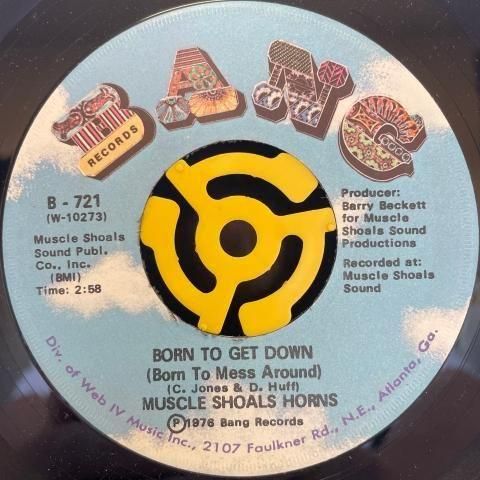 BANG
RECORDS
B - 721
(W-10273)
Muscle Shoals
Sound Publ.
Co., Inc.
(BMI)
Time: 2:58
Producer:
Barry Beckett
for Muscle
Shoals Sound
Productions
Recorded at:
Muscle Shoals
Sound
BORN TO GET DOWN
(Born To Mess Around)
(C. Jones & D. Huff)
MUSCLE SHOALS HORNS
Ⓟ1976 Bang Records
Div. of Web IV Music Inc., 2107 Faulkner Rd., N.E., Atlanta, Ga.